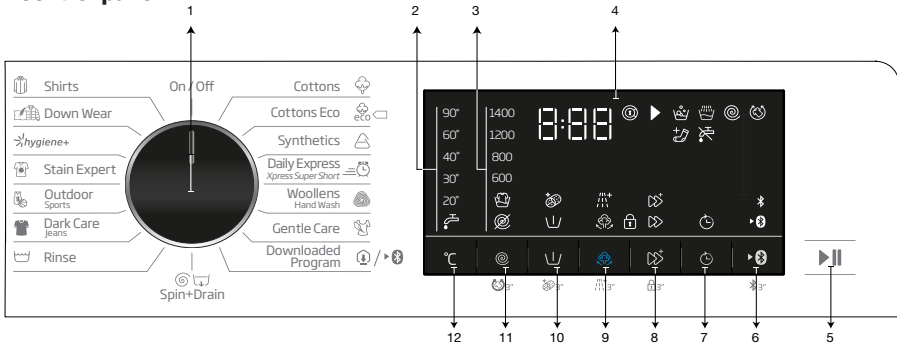 1
2
3
4
Shirts
On / Off
Cottons
Down Wear
Cottons Eco
eco
hygiene+
Synthetics
Stain Expert
Daily Express
Xpress Super Short
Outdoor
Sports
Woollens
Hand Wash
Dark Care
Jeans
Gentle Care
Rinse
Downloaded
Program
/
Spin+Drain
90°
60°
40°
30°
20°
1400
1200
800
600
8:88
°C
3"
3"
3"
3"
3"
12
11
10
9
8
7
6
5